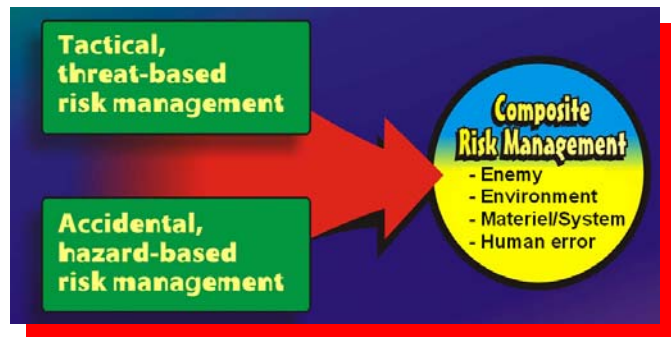 Tactical,
threat-based
risk management
Accidental,
hazard-based
risk management
Composite
Risk Management
- Enemy
- Environment
- Materiel/System
- Human error